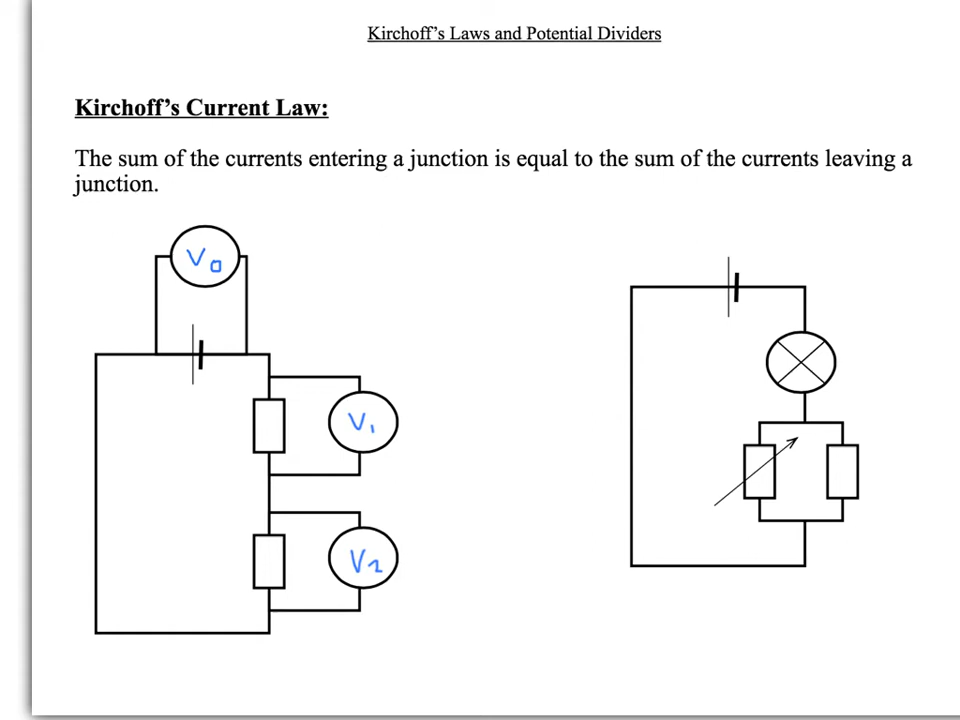 Kirchoff’s Laws and Potential Dividers
Kirchoff’s Current Law:
The sum of the currents entering a junction is equal to the sum of the currents leaving a
junction.
V0
V1
V2